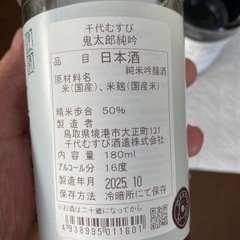 千代むすび
鬼太郎純吟
品目 日本酒
純米吟醸酒
原材料名
米(国産)、米麹(国産米)
精米歩合 50%
製造者
鳥取県境港市大正町131
千代むすび酒造株式会社
内容量 180ml
アルコール分 16度
製造年月 2025.10
保存方法 冷暗所にて保存
お酒は二十歳になってから
4938995011601